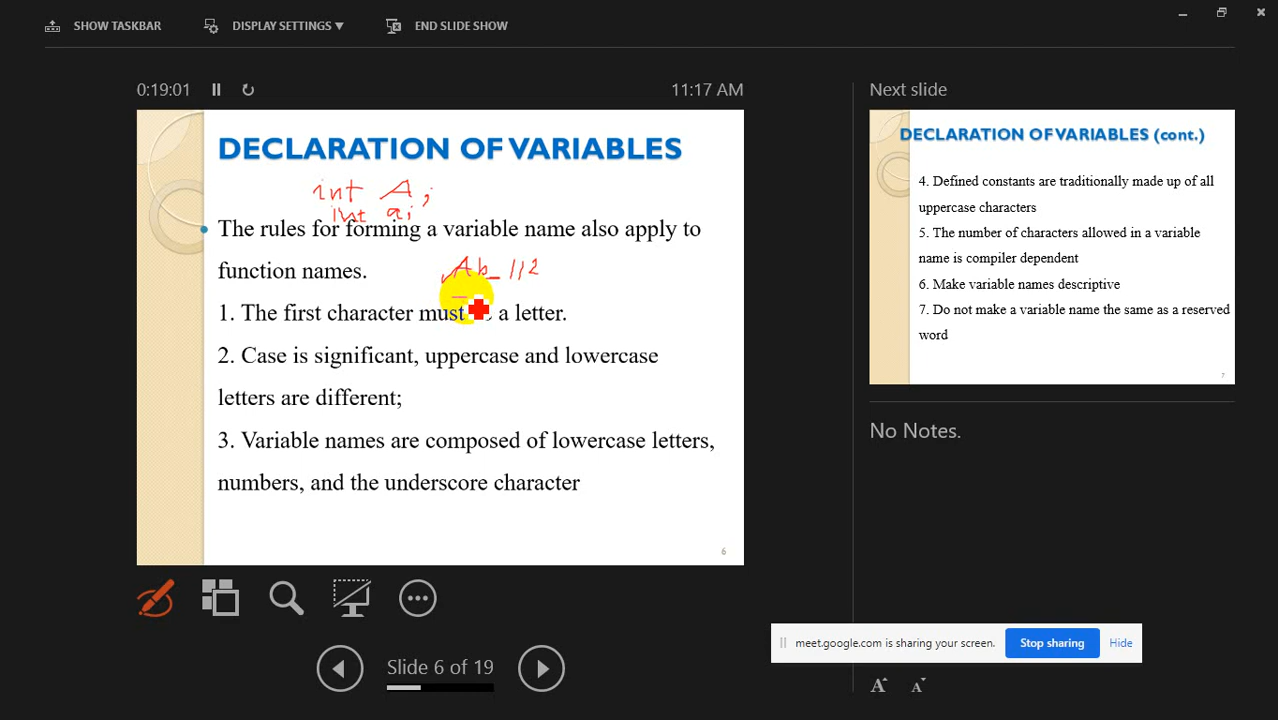 SHOW TASKBAR
DISPLAY SETTINGS ▼
END SLIDE SHOW
0:19:01
11:17 AM
DECLARATION OF VARIABLES
int A;
int a;
The rules for forming a variable name also apply to
function names.
Ab_112
1. The first character must a letter.
2. Case is significant, uppercase and lowercase
letters are different;
3. Variable names are composed of lowercase letters,
numbers, and the underscore character
6
Slide 6 of 19
Next slide
DECLARATION OF VARIABLES (cont.)
4. Defined constants are traditionally made up of all
uppercase characters
5. The number of characters allowed in a variable
name is compiler dependent
6. Make variable names descriptive
7. Do not make a variable name the same as a reserved
word
7
No Notes.
meet.google.com is sharing your screen.
Stop sharing
Hide
A
A